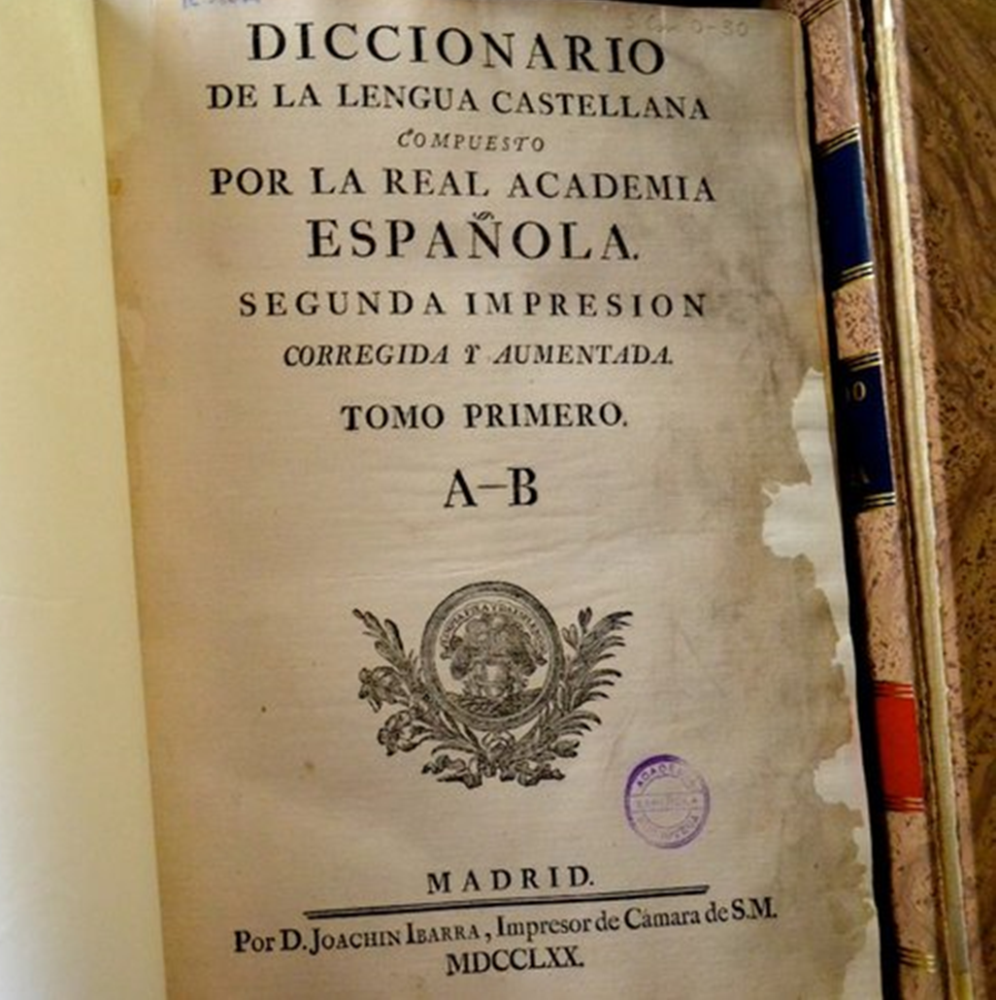 DICCIONARIO
DE LA LENGUA CASTELLANA
COMPUESTO
POR LA REAL ACADEMIA
ESPAÑOLA.
SEGUNDA IMPRESION
CORREGIDA Y AUMENTADA.
TOMO PRIMERO.
A—B
MADRID.
Por D. JOACHIN IBARRA, Impresor de Cámara de S.M.
MDCCLXX.